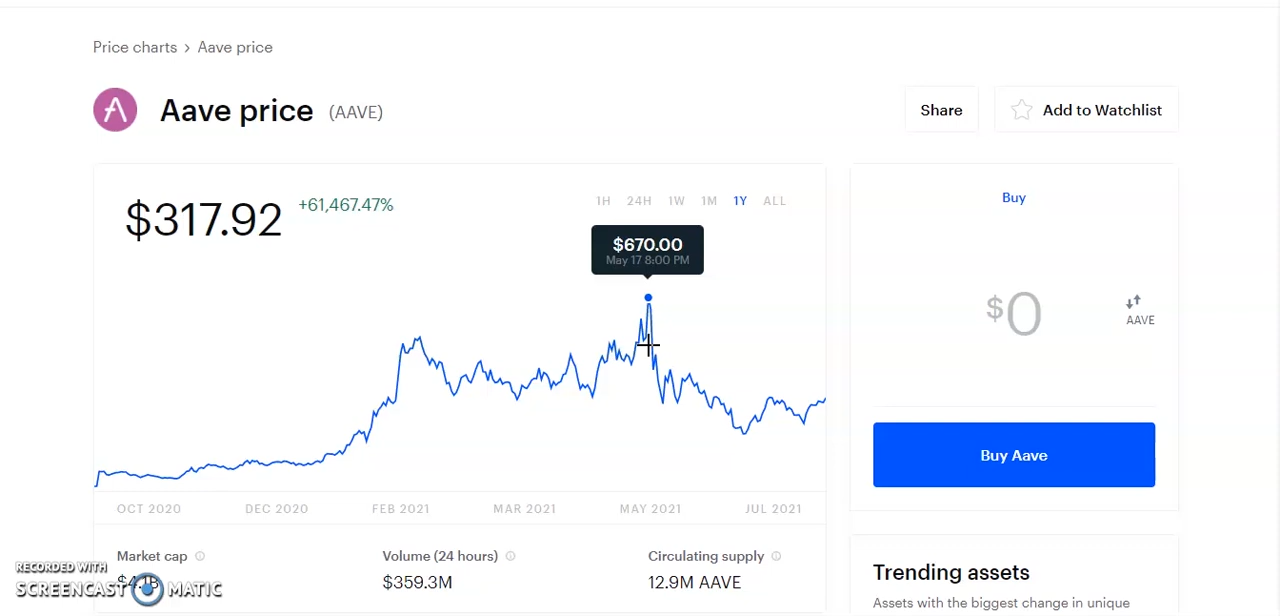 Price charts › Aave price
Aave price (AAVE)
Share
Add to Watchlist
$317.92 +61,467.47%
1H 24H 1W 1M 1Y ALL
$670.00
May 17 8:00 PM
OCT 2020 DEC 2020 FEB 2021 MAR 2021 MAY 2021 JUL 2021
Market cap
$4.1B
Volume (24 hours)
$359.3M
Circulating supply
12.9M AAVE
Buy
$0
AAVE
Buy Aave
Trending assets
Assets with the biggest change in unique
RECORDED WITH
SCREENCAST MATIC